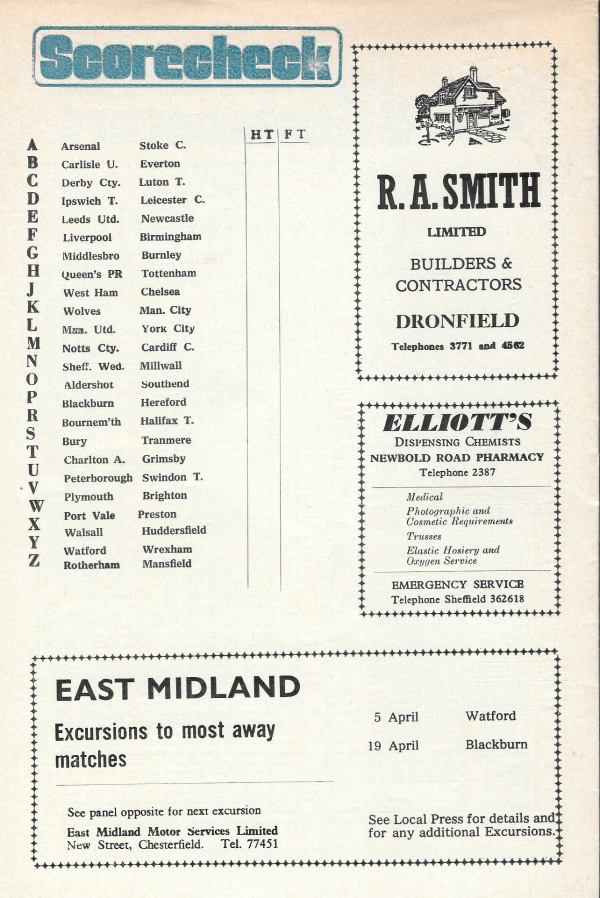 Scorecheck
HT FT
A Arsenal Stoke C.
B Carlisle U. Everton
C Derby Cty. Luton T.
D Ipswich T. Leicester C.
E Leeds Utd. Newcastle
F Liverpool Birmingham
G Middlesbro Burnley
H Queen's PR Tottenham
J West Ham Chelsea
K Wolves Man. City
L Man. Utd. York City
M Notts Cty. Cardiff C.
N Sheff. Wed. Millwall
O Aldershot Southend
P Blackburn Hereford
R Bournem'th Halifax T.
S Bury Tranmere
T Charlton A. Grimsby
U Peterborough Swindon T.
V Plymouth Brighton
W Port Vale Preston
X Walsall Huddersfield
Y Watford Wrexham
Z Rotherham Mansfield
R. A. SMITH
LIMITED
BUILDERS &
CONTRACTORS
DRONFIELD
Telephones 3771 and 4562
ELLIOTT'S
DISPENSING CHEMISTS
NEWBOLD ROAD PHARMACY
Telephone 2387
Medical
Photographic and
Cosmetic Requirements
Trusses
Elastic Hosiery and
Oxygen Service
EMERGENCY SERVICE
Telephone Sheffield 362618
EAST MIDLAND
Excursions to most away
matches
See panel opposite for next excursion
East Midland Motor Services Limited
New Street, Chesterfield. Tel. 77451
5 April Watford
19 April Blackburn
See Local Press for details and
for any additional Excursions.